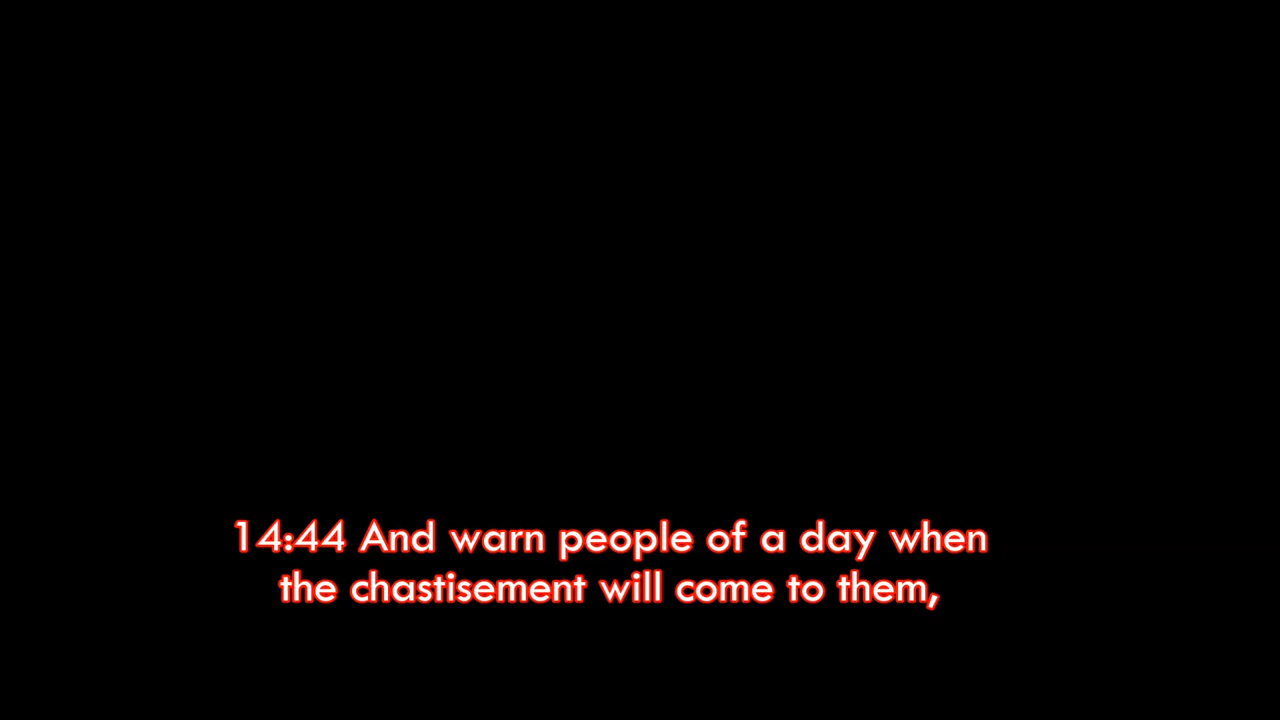 14:44 And warn people of a day when
the chastisement will come to them,